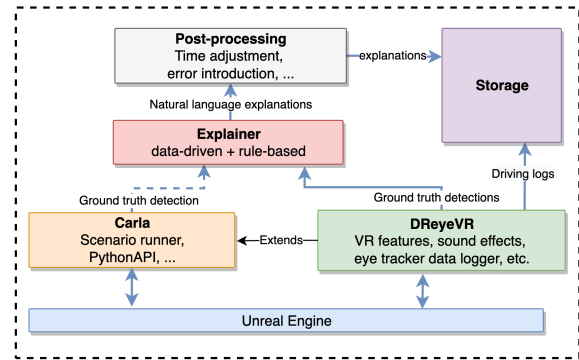 Post-processing
Time adjustment,
error introduction, ...
explanations
Storage
Natural language explanations
Explainer
data-driven + rule-based
Driving logs
Ground truth detection
Ground truth detections
Carla
Scenario runner,
PythonAPI, ...
Extends
DReyeVR
VR features, sound effects,
eye tracker data logger, etc.
Unreal Engine